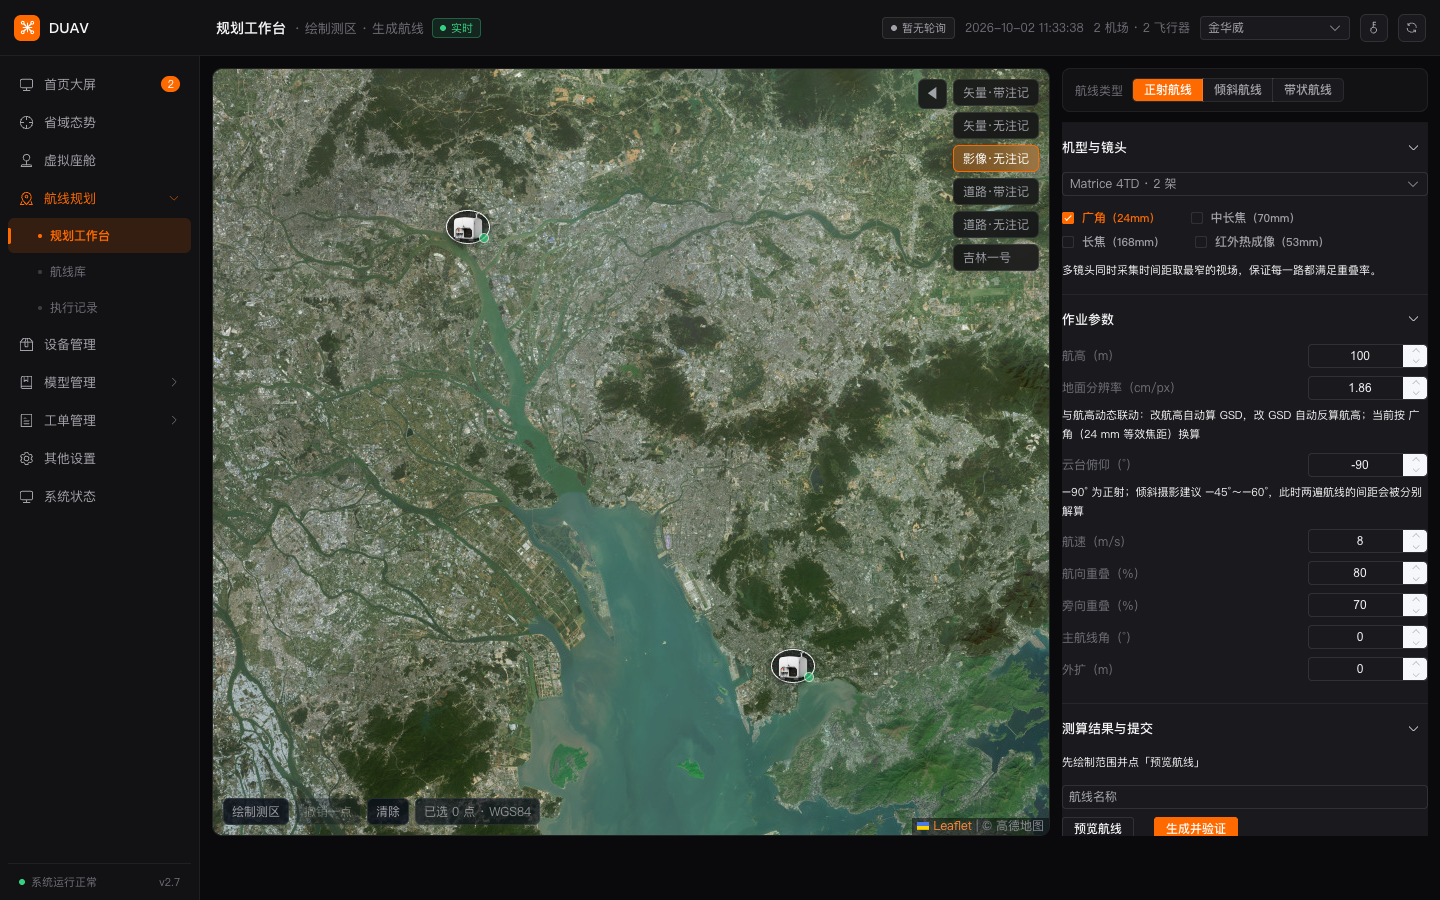 DUAV
规划工作台 · 绘制测区 · 生成航线 实时
暂无轮询 2026-10-02 11:33:38 2 机场 · 2 飞行器 金华威
首页大屏 2
省域态势
虚拟座舱
航线规划
规划工作台
航线库
执行记录
设备管理
模型管理
工单管理
其他设置
系统状态
系统运行正常 v2.7
矢量·带注记
矢量·无注记
影像·无注记
道路·带注记
道路·无注记
吉林一号
绘制测区 撤销一点 清除 已选 0 点 · WGS84
Leaflet | © 高德地图
航线类型 正射航线 倾斜航线 带状航线
机型与镜头
Matrice 4TD · 2 架
广角 (24mm) 中长焦 (70mm)
长焦 (168mm) 红外热成像 (53mm)
多镜头同时采集时间距取最窄的视场，保证每一路都满足重叠率。
作业参数
航高 (m) 100
地面分辨率 (cm/px) 1.86
与航高动态联动：改航高自动算 GSD，改 GSD 自动反算航高；当前按 广
角（24 mm 等效焦距）换算
云台俯仰 (°) -90
−90° 为正射；倾斜摄影建议 −45°～−60°，此时两遍航线的间距会被分别
解算
航速 (m/s) 8
航向重叠 (%) 80
旁向重叠 (%) 70
主航线角 (°) 0
外扩 (m) 0
测算结果与提交
先绘制范围并点「预览航线」
航线名称
预览航线 生成并验证